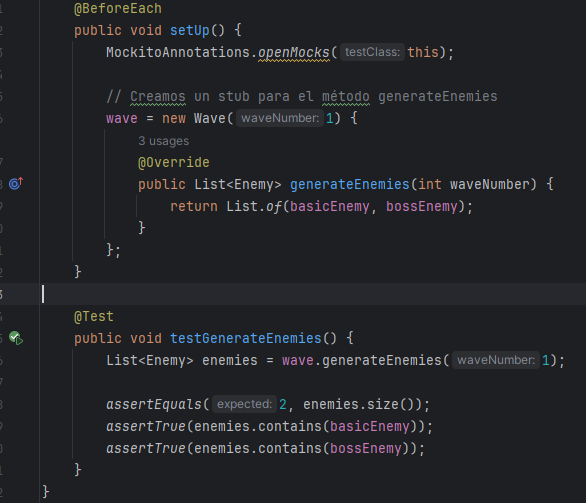 @BeforeEach
public void setUp() {
MockitoAnnotations.openMocks( testClass: this);
// Creamos un stub para el método generateEnemies
wave = new Wave( waveNumber: 1) {
3 usages
@Override
public List<Enemy> generateEnemies(int waveNumber) {
return List.of(basicEnemy, bossEnemy);
}
};
}
@Test
public void testGenerateEnemies() {
List<Enemy> enemies = wave.generateEnemies( waveNumber: 1);
assertEquals( expected: 2, enemies.size());
assertTrue(enemies.contains(basicEnemy));
assertTrue(enemies.contains(bossEnemy));
}
}